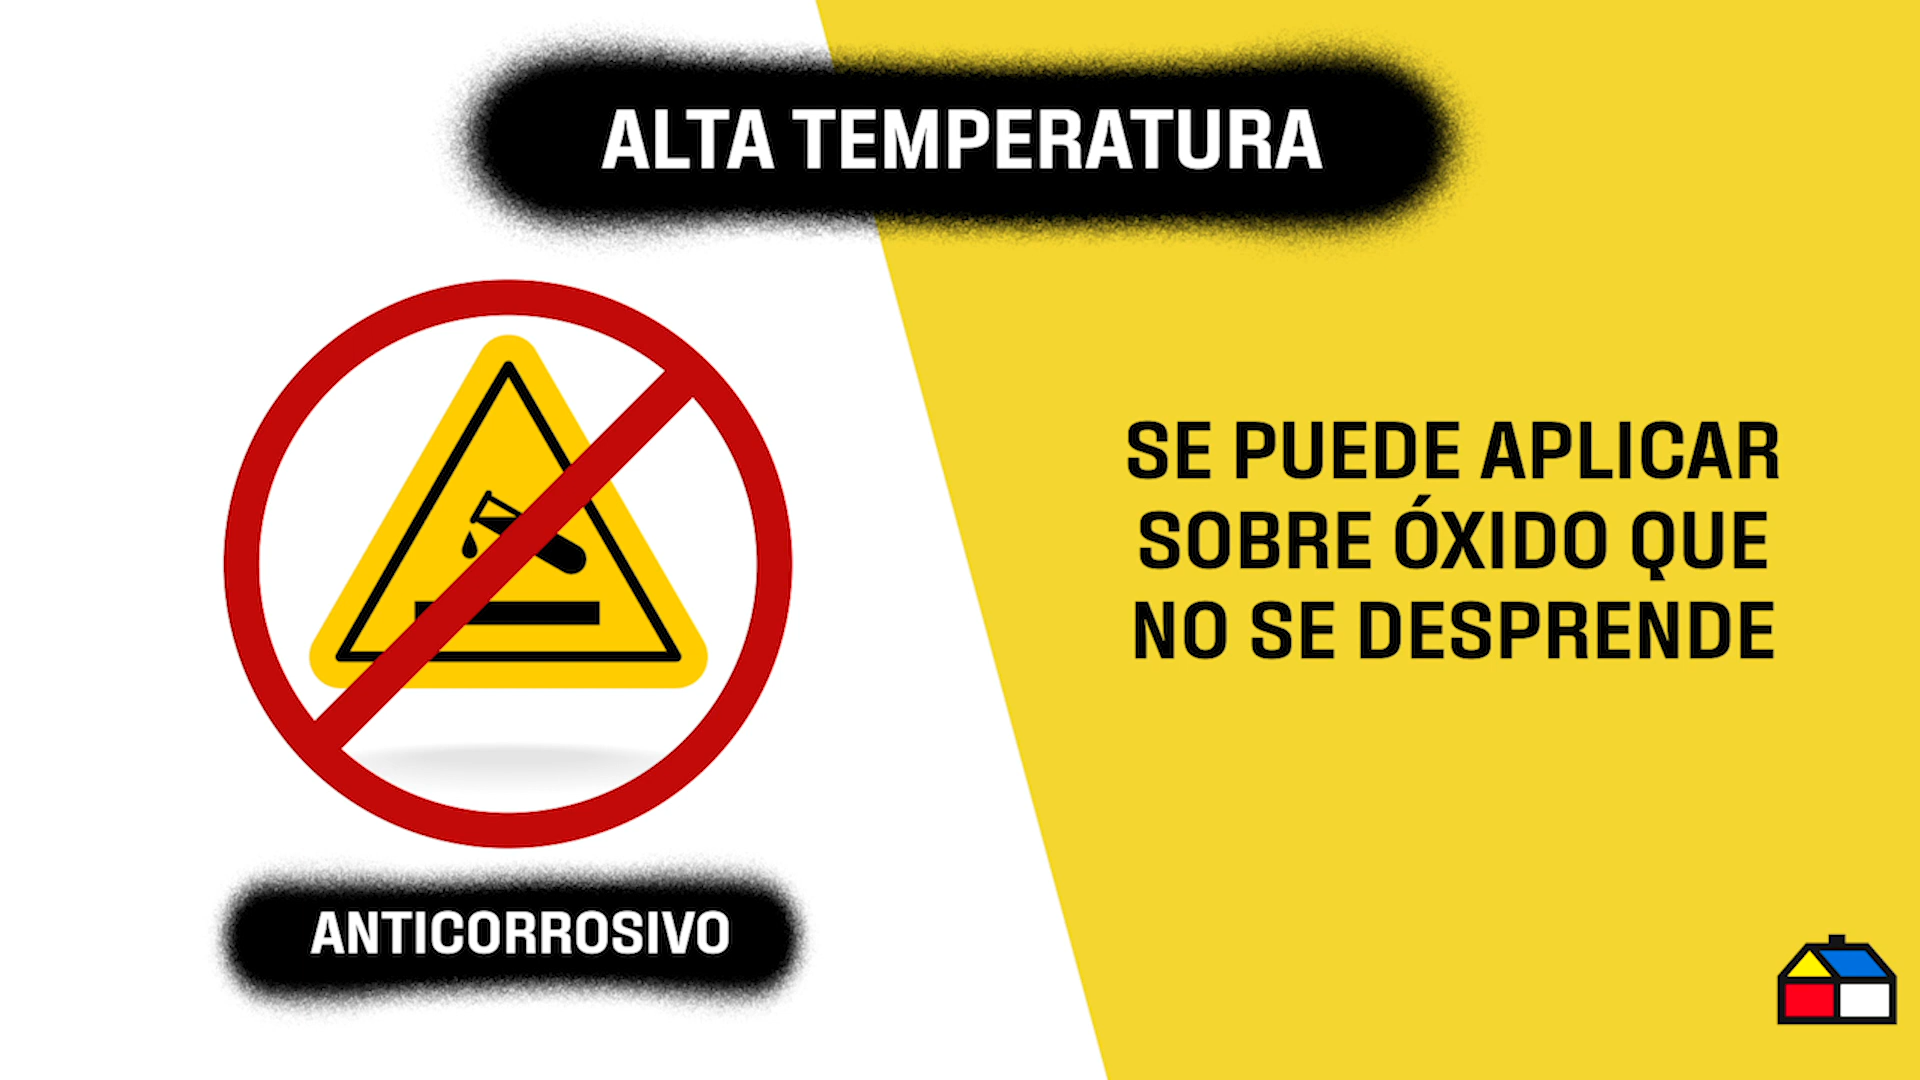 ALTA TEMPERATURA
SE PUEDE APLICAR
SOBRE ÓXIDO QUE
NO SE DESPRENDE
ANTICORROSIVO